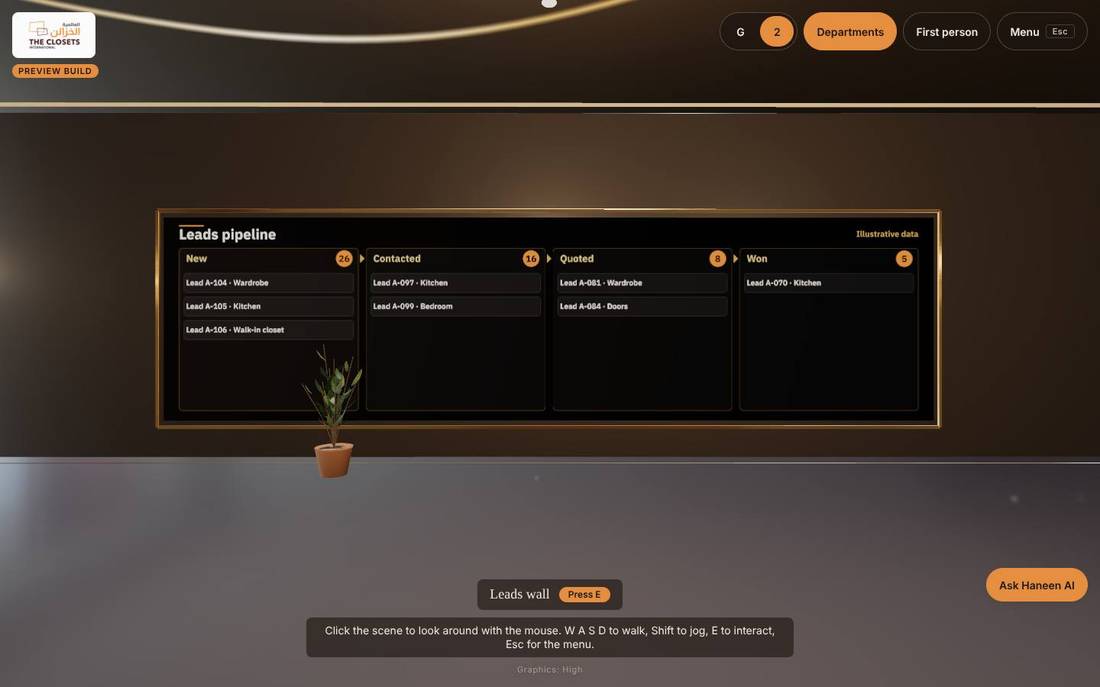 العالمية
الخزائن
THE CLOSETS
INTERNATIONAL
PREVIEW BUILD
G
2
Departments
First person
Menu Esc
Leads pipeline
Illustrative data
New 26
Lead A-104 · Wardrobe
Lead A-105 · Kitchen
Lead A-106 · Walk-in closet
Contacted 16
Lead A-097 · Kitchen
Lead A-099 · Bedroom
Quoted 8
Lead A-081 · Wardrobe
Lead A-084 · Doors
Won 5
Lead A-070 · Kitchen
Ask Haneen AI
Leads wall Press E
Click the scene to look around with the mouse. W A S D to walk, Shift to jog, E to interact,
Esc for the menu.
Graphics: High